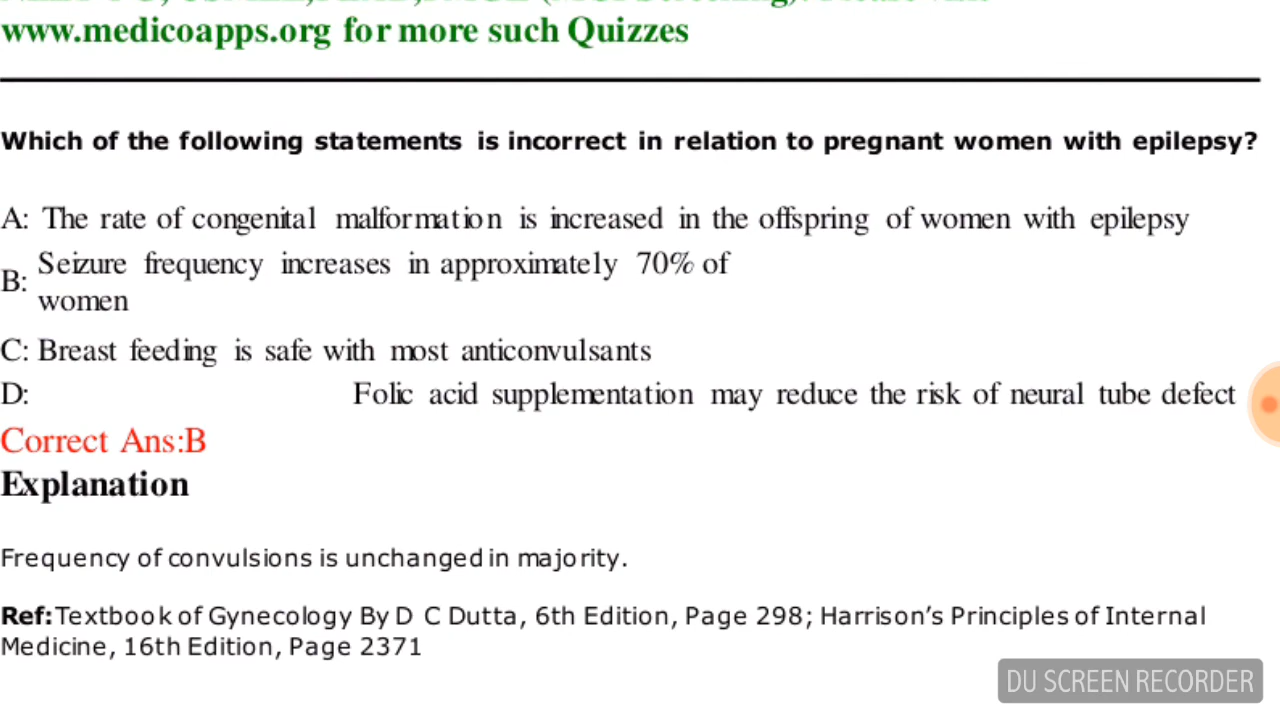 www.medicoapps.org for more such Quizzes
Which of the following statements is incorrect in relation to pregnant women with epilepsy?
A: The rate of congenital malformation is increased in the offspring of women with epilepsy
B: Seizure frequency increases in approximately 70% of
women
C: Breast feeding is safe with most anticonvulsants
D: Folic acid supplementation may reduce the risk of neural tube defect
Correct Ans:B
Explanation
Frequency of convulsions is unchanged in majority.
Ref:Textbook of Gynecology By D C Dutta, 6th Edition, Page 298; Harrison's Principles of Internal
Medicine, 16th Edition, Page 2371
DU SCREEN RECORDER